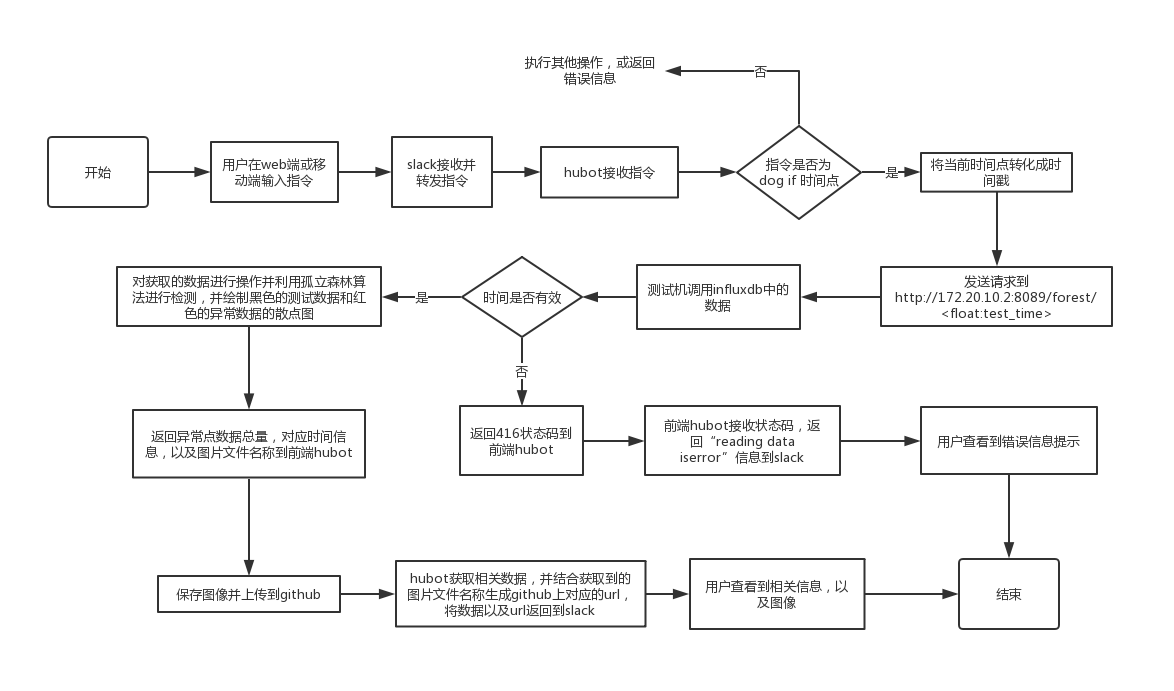 执行其他操作，或返回
错误信息
否
开始
用户在web端或移
动端输入指令
slack接收并
转发指令
hubot接收指令
指令是否为
dog if 时间点
是
将当前时间点转化成时
间戳
对获取的数据进行操作并利用孤立森林算
法进行检测，并绘制黑色的测试数据和红
色的异常数据的散点图
是
时间是否有效
测试机调用influxdb中的
数据
发送请求到
http://172.20.10.2:8089/forest/
<float:test_time>
否
返回异常点数据总量，对应时间信
息，以及图片文件名称到前端hubot
返回416状态码到
前端hubot
前端hubot接收状态码，返
回“reading data
iserror”信息到slack
用户查看到错误信息提示
保存图像并上传到github
hubot获取相关数据，并结合获取到的
图片文件名称生成github上对应的url，
将数据以及url返回到slack
用户查看到相关信息，以
及图像
结束